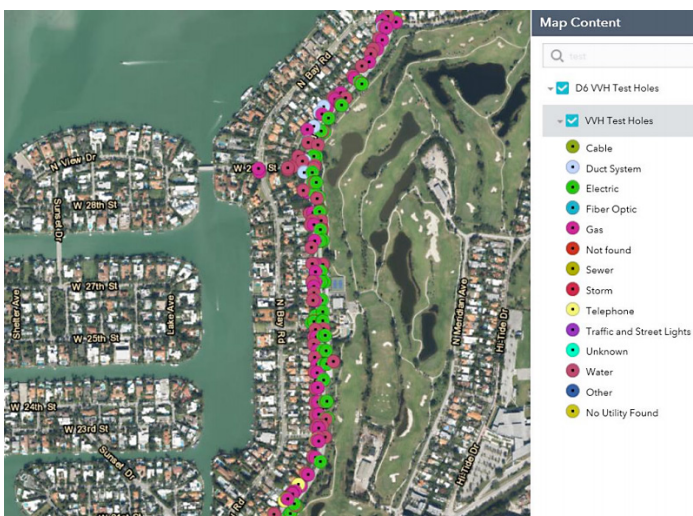 Map Content
test
D6 VVH Test Holes
VVH Test Holes
Cable
Duct System
Electric
Fiber Optic
Gas
Not found
Sewer
Storm
Telephone
Traffic and Street Lights
Unknown
Water
Other
No Utility Found
N Bay Rd
N View Dr
W 2 St
Sunset Dr
W 28th St
W 27th St
Shelter Ave
Lake Ave
N Bay Rd
W 25th St
N Meridian Ave
Hi-Tide Dr
W 24th St
W 23rd St
Sunset Dr
Hi-Tide Dr
Rd